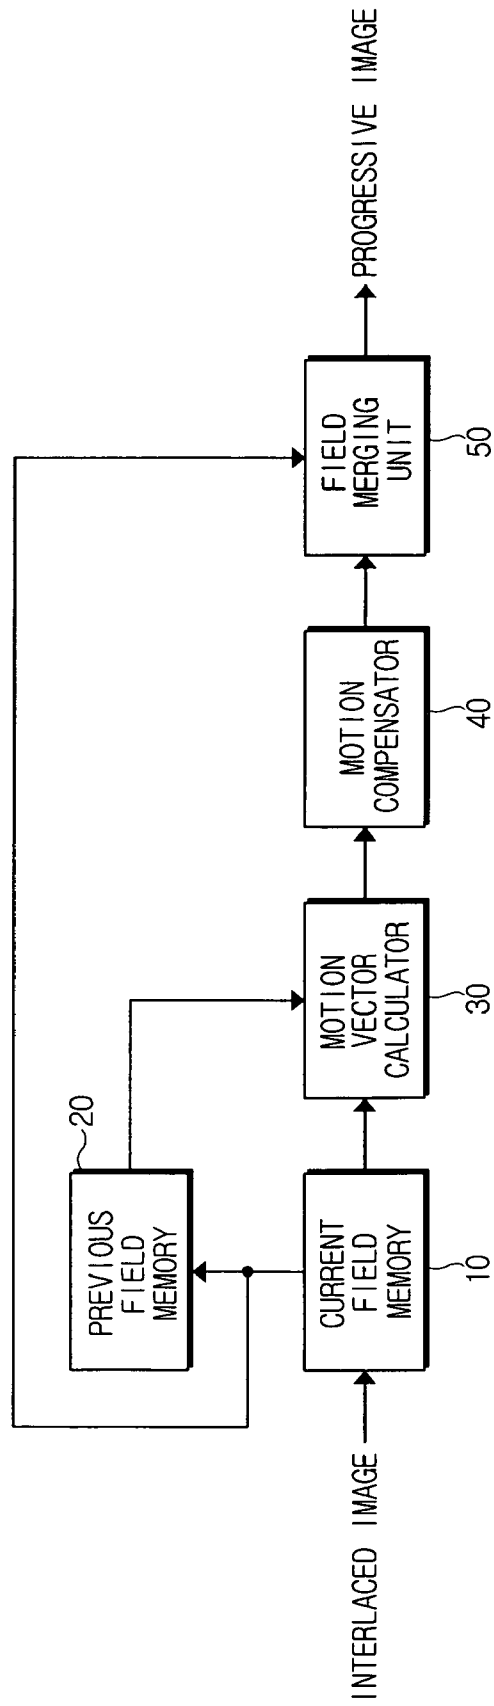 INTERLACED IMAGE
CURRENT
FIELD
MEMORY
10
PREVIOUS
FIELD
MEMORY
20
MOTION
VECTOR
CALCULATOR
30
MOTION
COMPENSATOR
40
FIELD
MERGING
UNIT
50
PROGRESSIVE IMAGE